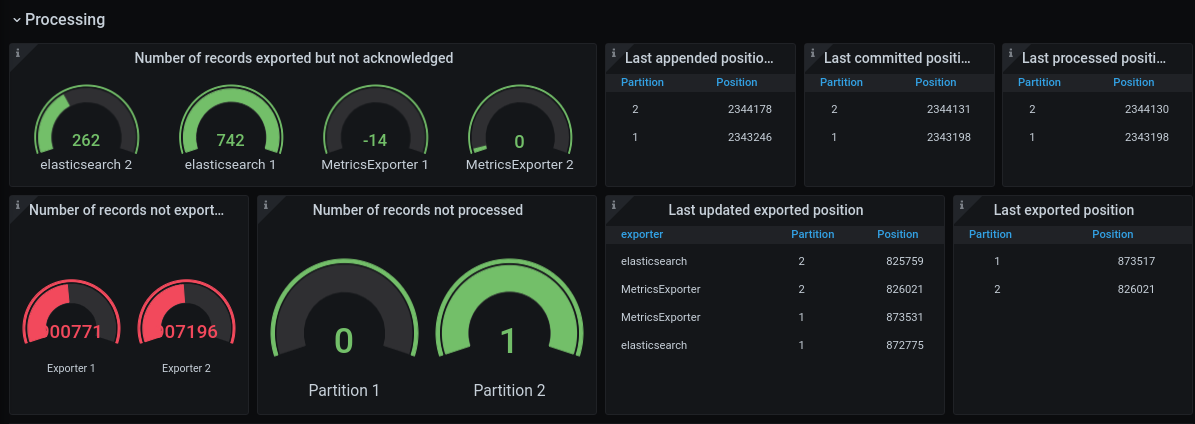 Processing
Number of records exported but not acknowledged
262
elasticsearch 2
742
elasticsearch 1
-14
MetricsExporter 1
0
MetricsExporter 2
Last appended positio...
Partition Position
2 2344178
1 2343246
Last committed positi...
Partition Position
2 2344131
1 2343198
Last processed positi...
Partition Position
2 2344130
1 2343198
Number of records not export...
Exporter 1
Exporter 2
Number of records not processed
0
Partition 1
1
Partition 2
Last updated exported position
exporter Partition Position
elasticsearch 2 825759
MetricsExporter 2 826021
MetricsExporter 1 873531
elasticsearch 1 872775
Last exported position
Partition Position
1 873517
2 826021